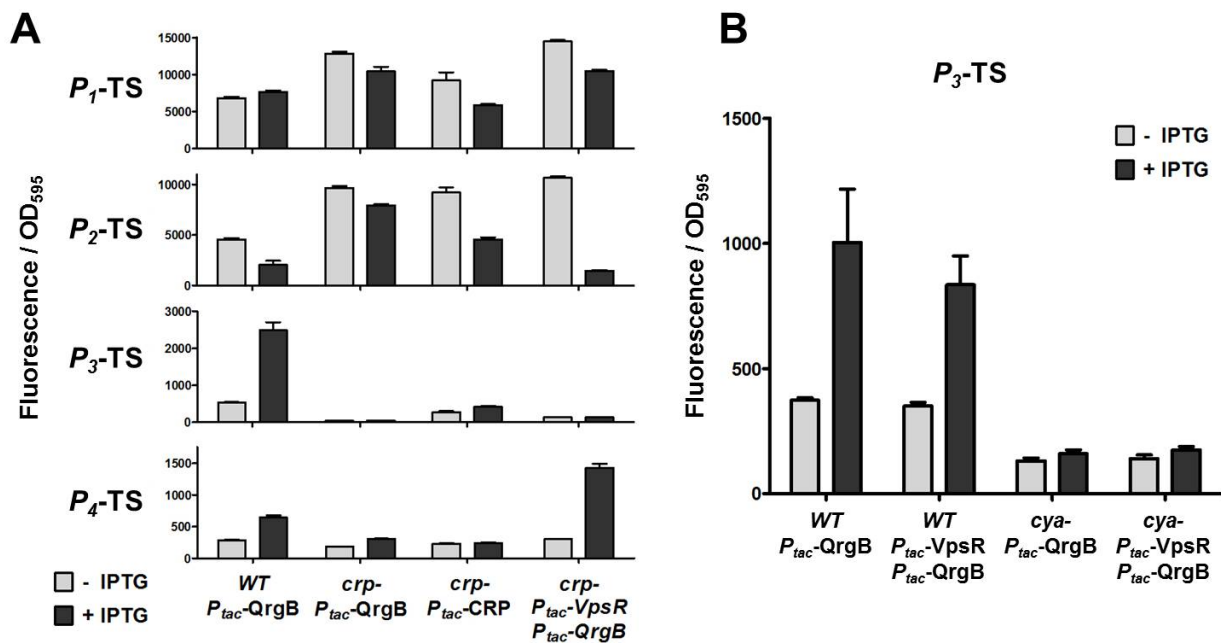 A
Fluorescence / OD595
P1-TS
15000
10000
5000
0
P2-TS
10000
5000
0
P3-TS
3000
2000
1000
0
P4-TS
1500
1000
500
0
- IPTG
+ IPTG
WT
Ptac-QrgB
crp-
Ptac-QrgB
crp-
Ptac-CRP
crp-
Ptac-VpsR
Ptac-QrgB
B
P3-TS
Fluorescence / OD595
1500
1000
500
0
- IPTG
+ IPTG
WT
Ptac-QrgB
WT
Ptac-VpsR
Ptac-QrgB
cya-
Ptac-QrgB
cya-
Ptac-VpsR
Ptac-QrgB